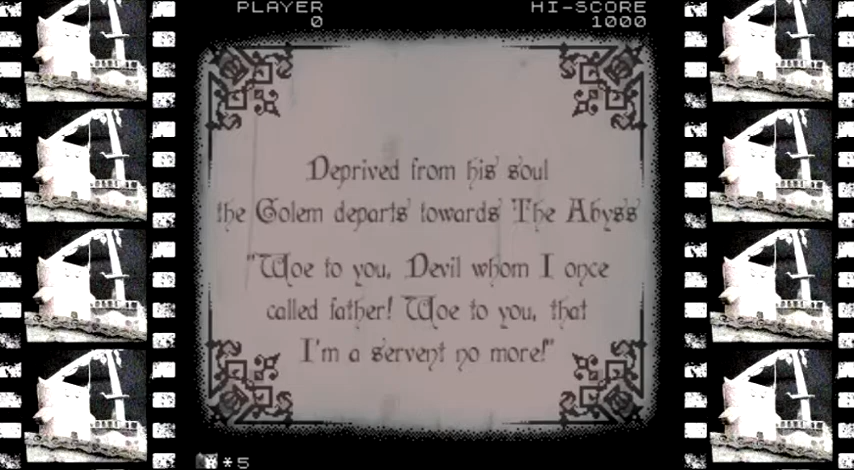 PLAYER HI-SCORE
0 1000
Deprived from his soul
the Golem departs towards The Abyss
"Woe to you, Devil whom I once
called father! Woe to you, that
I'm a servent no more!"
*5